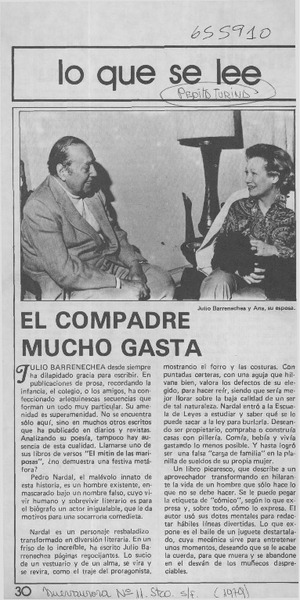 655910
lo que se lee
Pepito Turina
Julio Barrenechea y Ana, su esposa.
EL COMPADRE
MUCHO GASTA
JULIO BARRENECHEA desde siempre
ha dilapidado gracia para escribir. En
publicaciones de prosa, recordando la
infancia, el colegio, o los amigos, ha con-
feccionado arlequinescas secuencias que
forman un todo muy particular. Su ame-
nidad es superamenidad. No se encuentra
sólo aquí, sino en muchos otros escritos
que ha publicado en diarios y revistas.
Analizando su poesía, tampoco hay au-
sencia de este humor. Uno de sus
sus libros de versos "El mitín de las mari-
posas", ¿no demuestra una festiva metá-
fora?
Pedro Nardal, el malévolo innato de
esta historia, es un hombre existente, en-
mascarado bajo un nombre falso, cuyo vi-
vir humano y sobrevivir literario es para
el biógrafo un actor inigualable, que le da
motivos para una socarrona comedieta.
Nardal es un personaje resbaladizo
transformado en diversión literaria. En un
friso de lo increíble, ha escrito Julio Ba-
rrenechea páginas regocijantes. Lo sucio
de un vestuario y de un alma, se vira y
se revira, como el traje del protagonista,
mostrando el forro y las costuras. Con
puntadas certeras, con una aguja que hil-
vana bien, valora los defectos de su ele-
gido, para hacer reír, siendo que sería me-
jor llorar sobre la baja calidad de un ser
de tal naturaleza. Nardal entró a la Escue-
la de Leyes a estudiar y saber qué se le
puede sacar a la ley para burlarla. Desean-
do ser propietario, compraba o construía
casas con pillería. Comía, bebía y vivía
gastando lo menos posible. Y hasta logró
ser una falsa "carga de familia" en la pla-
nilla de sueldos de su propia mujer.
Un libro picaresco, que describe a un
aprovechador transformador en hilaran-
te la vida de un hombre que sólo hace lo
que no se debe hacer. Se le puede pegar
la etiqueta de "cómico", según lo que ex-
presa y, sobre todo, cómo lo expresa. El
autor usó sus dotes mentales para redac-
tar hábiles líneas divertidas. Lo que ex-
pone es el baile de un juguete destartala-
do, cuya mecánica sirve para entretener
unos momentos, deseando que se le acabe
la cuerda, para que muera y se abandone
en el desván de los muñecos despre-
ciables.
30
Buenaventura Nº 11. Stgo. s/f (1979)